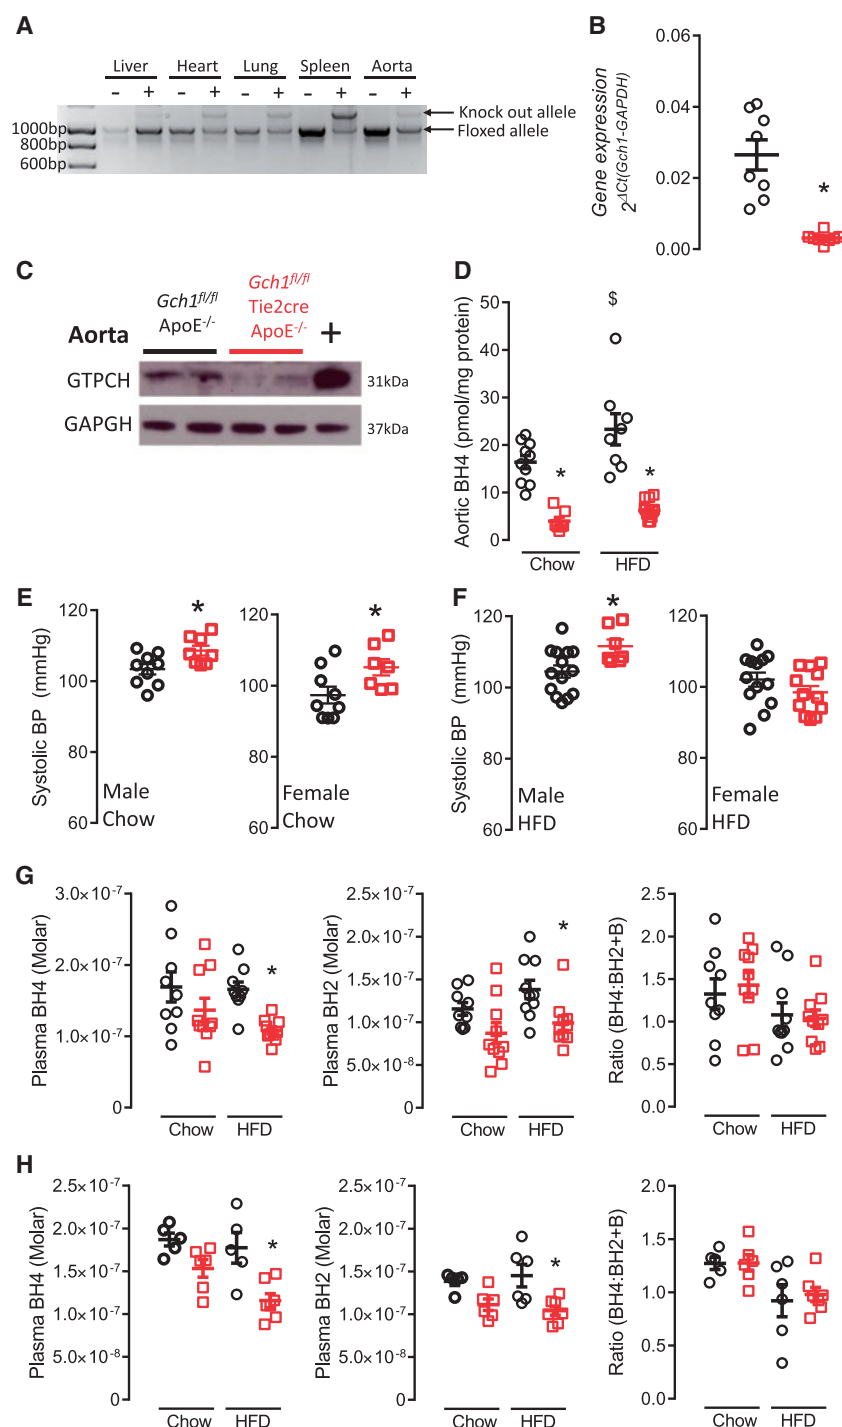 A
Liver Heart Lung Spleen Aorta
- + - + - + - + - +
Knock out allele
1000bp
Floxed allele
800bp
600bp
B
Gene expression
2^ΔCt(Gch1-GAPDH)
0.06
0.04
0.02
0.00
*
C
Gch1^fl/fl
ApoE^-/-
Gch1^fl/fl
Tie2cre
ApoE^-/-
Aorta
+
GTPCH
31kDa
GAPGH
37kDa
D
Aortic BH4 (pmol/mg protein)
50
40
30
20
10
0
$
* *
Chow HFD
E
Systolic BP (mmHg)
120
100
80
60
*
Male
Chow
120
100
80
60
*
Female
Chow
F
Systolic BP (mmHg)
120
100
80
60
*
Male
HFD
120
100
80
60
Female
HFD
G
Plasma BH4 (Molar)
3.0×10^-7
2.0×10^-7
1.0×10^-7
0
*
Chow HFD
Plasma BH2 (Molar)
2.5×10^-7
2.0×10^-7
1.5×10^-7
1.0×10^-7
5.0×10^-8
0
*
Chow HFD
Ratio (BH4:BH2+B)
2.5
2.0
1.5
1.0
0.5
0.0
Chow HFD
H
Plasma BH4 (Molar)
2.5×10^-7
2.0×10^-7
1.5×10^-7
1.0×10^-7
5.0×10^-8
0
*
Chow HFD
Plasma BH2 (Molar)
2.5×10^-7
2.0×10^-7
1.5×10^-7
1.0×10^-7
5.0×10^-8
0
*
Chow HFD
Ratio (BH4:BH2+B)
2.0
1.5
1.0
0.5
0.0
Chow HFD